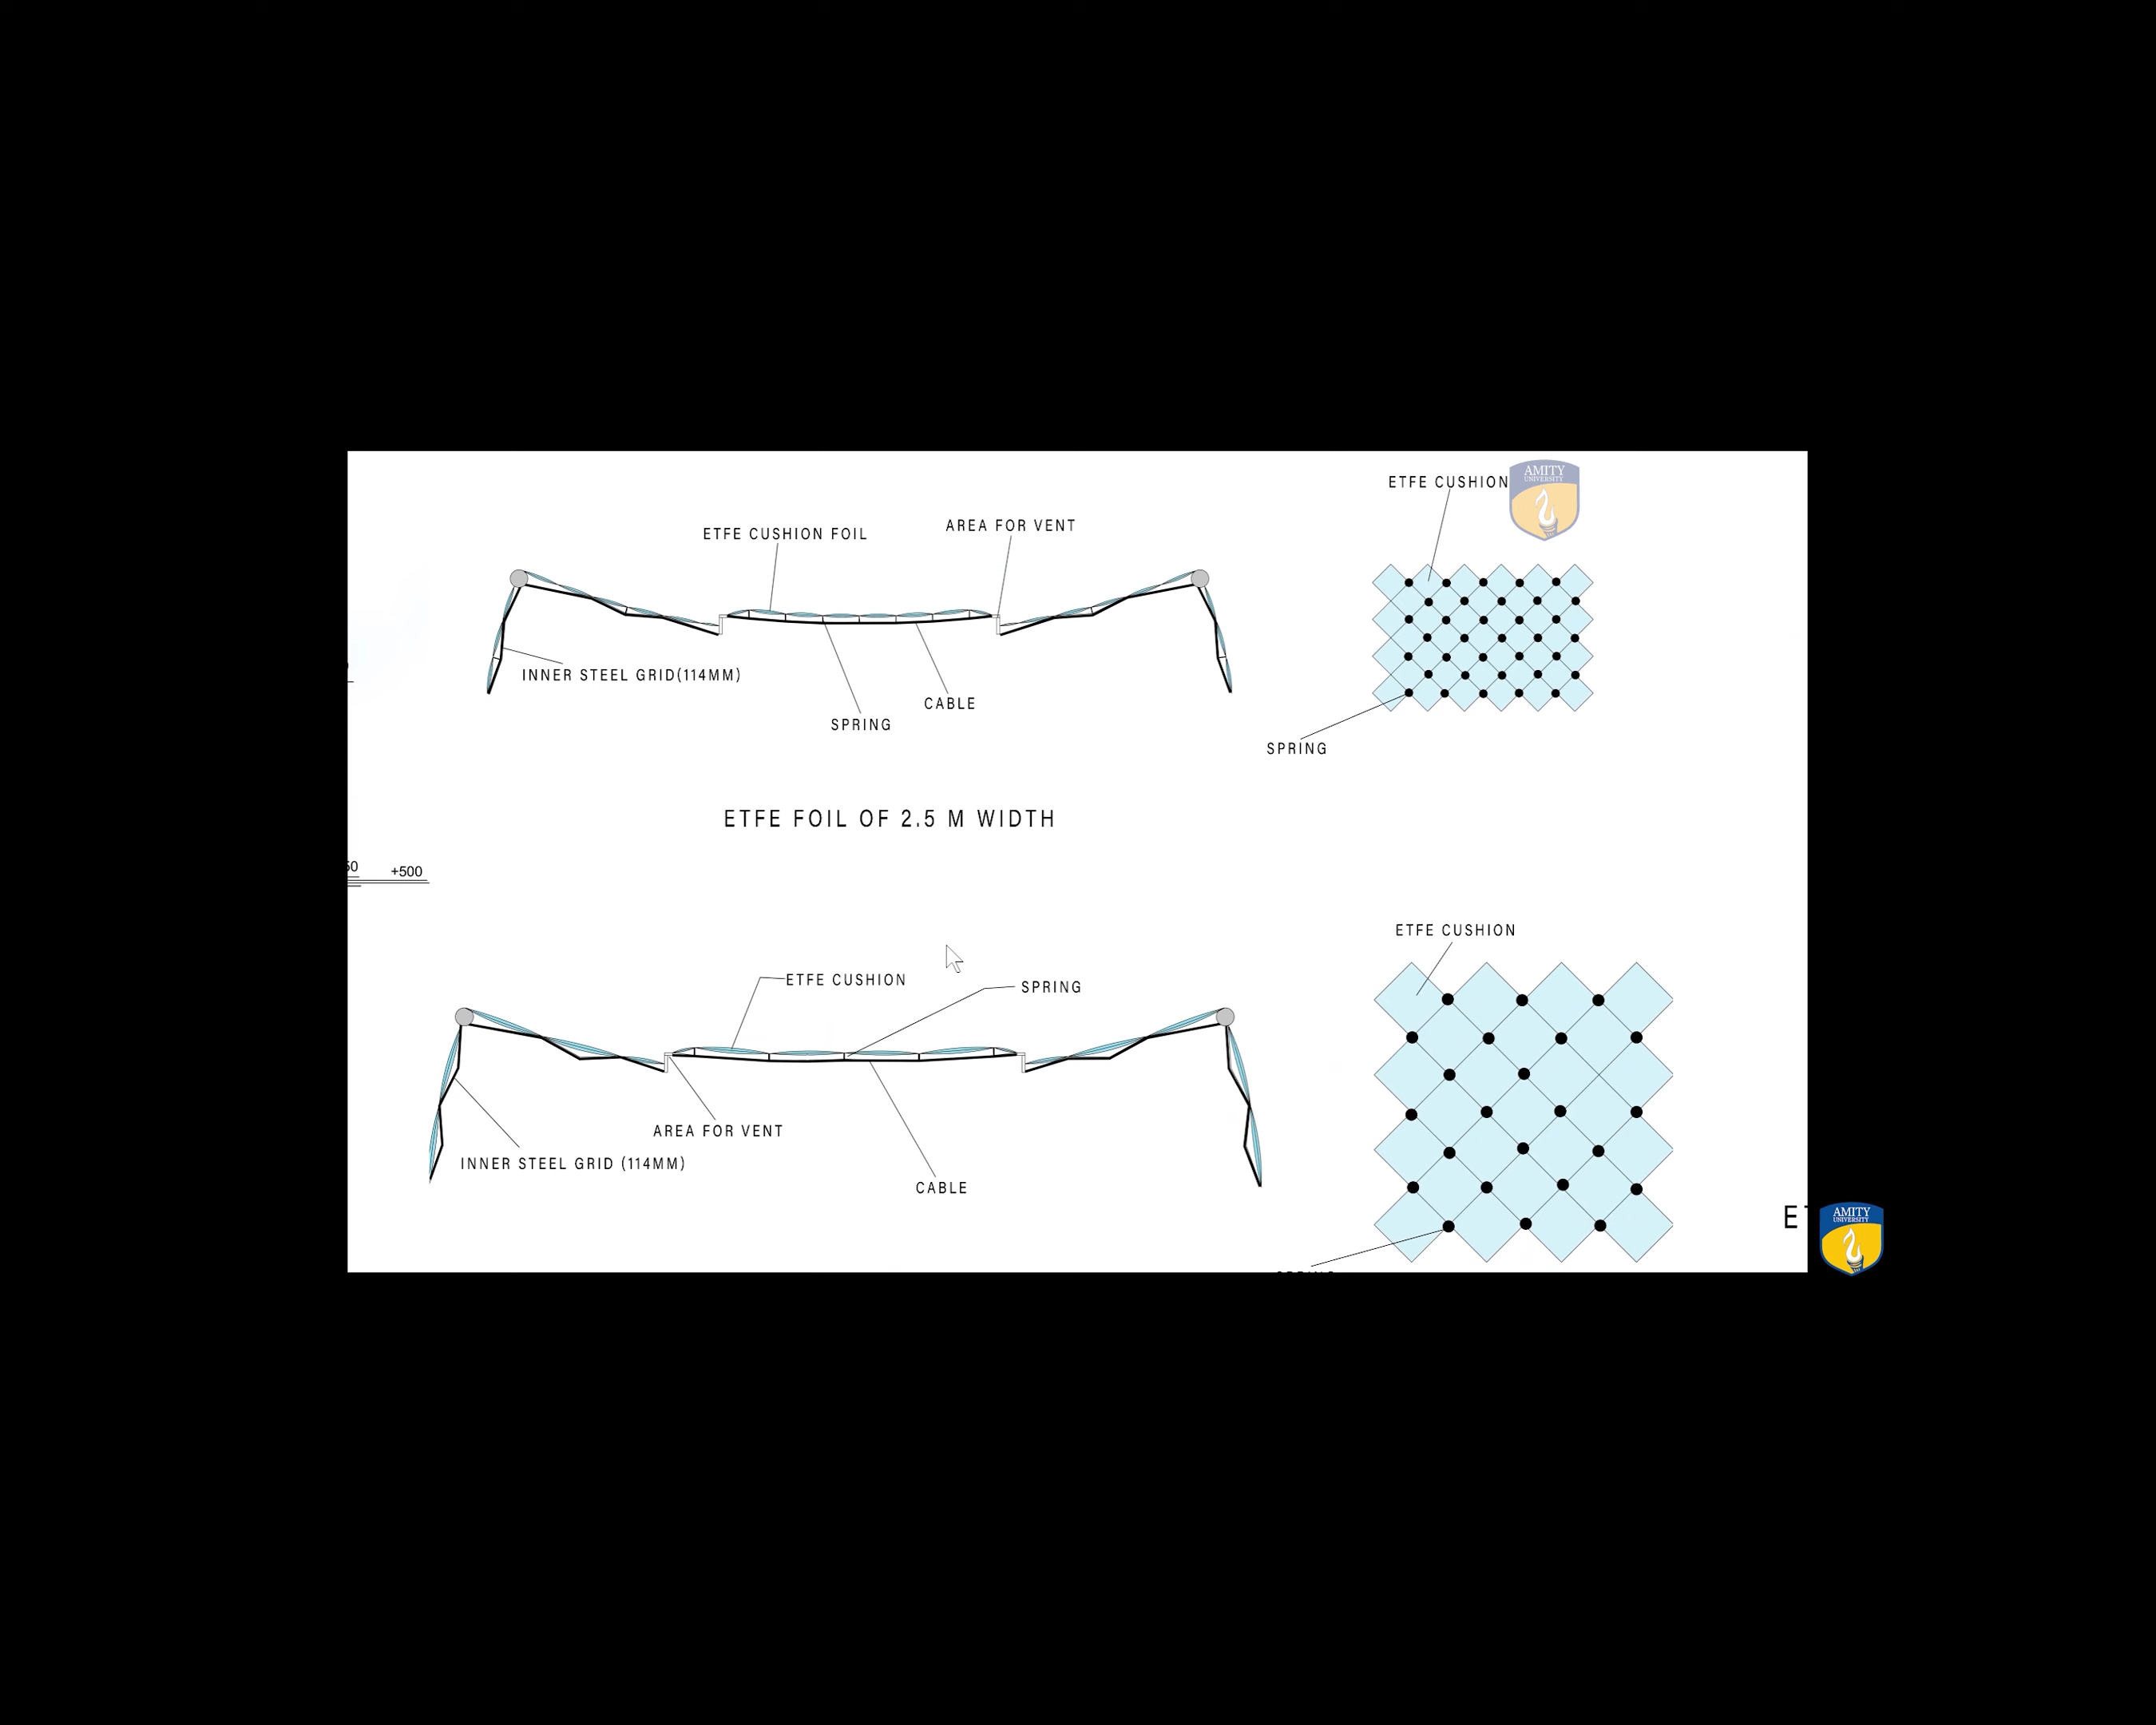 ETFE CUSHION
AMITY
UNIVERSITY
ETFE CUSHION FOIL
AREA FOR VENT
INNER STEEL GRID(114MM)
CABLE
SPRING
SPRING
ETFE FOIL OF 2.5 M WIDTH
+500
ETFE CUSHION
ETFE CUSHION
SPRING
AREA FOR VENT
INNER STEEL GRID (114MM)
CABLE
AMITY
UNIVERSITY